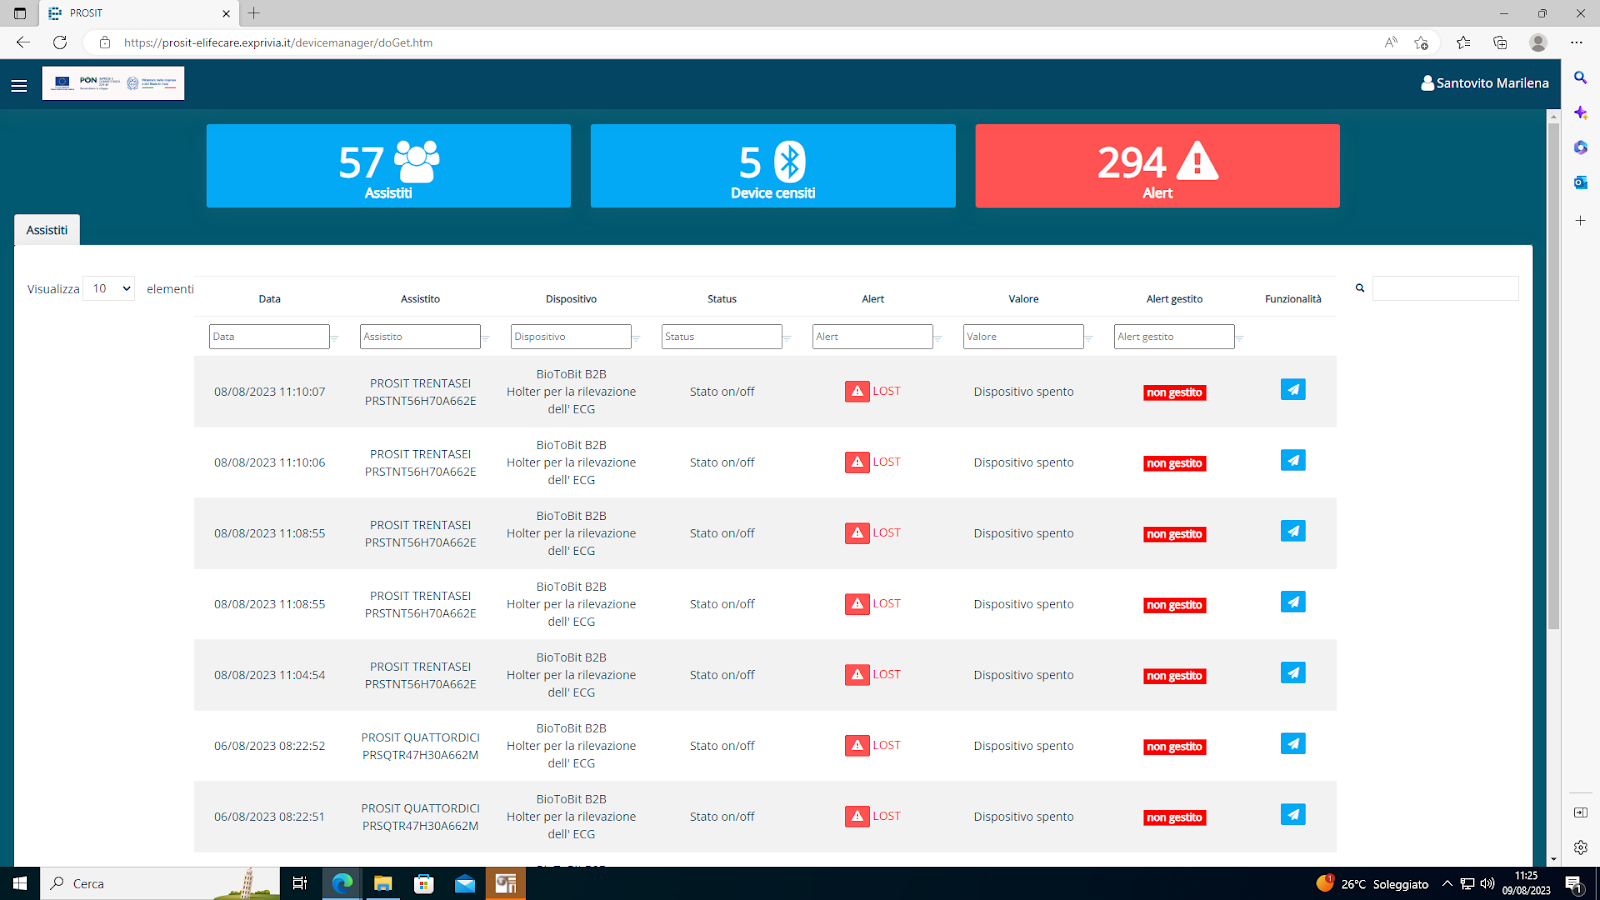 PROSIT
https://prosit-elifecare.exprivia.it/devicemanager/doGet.htm
PON
Santovito Marilena
57
Assistiti
5
Device censiti
294
Alert
Assistiti
Visualizza 10 elementi
Data Assistito Dispositivo Status Alert Valore Alert gestito Funzionalità
Data Assistito Dispositivo Status Alert Valore Alert gestito
BioToBit B2B
08/08/2023 11:10:07 PROSIT TRENTASEI Holter per la rilevazione Stato on/off LOST Dispositivo spento non gestito
PRSTNT56H70A662E dell' ECG
BioToBit B2B
08/08/2023 11:10:06 PROSIT TRENTASEI Holter per la rilevazione Stato on/off LOST Dispositivo spento non gestito
PRSTNT56H70A662E dell' ECG
BioToBit B2B
08/08/2023 11:08:55 PROSIT TRENTASEI Holter per la rilevazione Stato on/off LOST Dispositivo spento non gestito
PRSTNT56H70A662E dell' ECG
BioToBit B2B
08/08/2023 11:08:55 PROSIT TRENTASEI Holter per la rilevazione Stato on/off LOST Dispositivo spento non gestito
PRSTNT56H70A662E dell' ECG
BioToBit B2B
08/08/2023 11:04:54 PROSIT TRENTASEI Holter per la rilevazione Stato on/off LOST Dispositivo spento non gestito
PRSTNT56H70A662E dell' ECG
BioToBit B2B
06/08/2023 08:22:52 PROSIT QUATTORDICI Holter per la rilevazione Stato on/off LOST Dispositivo spento non gestito
PRSQTR47H30A662M dell' ECG
BioToBit B2B
06/08/2023 08:22:51 PROSIT QUATTORDICI Holter per la rilevazione Stato on/off LOST Dispositivo spento non gestito
PRSQTR47H30A662M dell' ECG
Cerca
26°C Soleggiato
11:25
09/08/2023